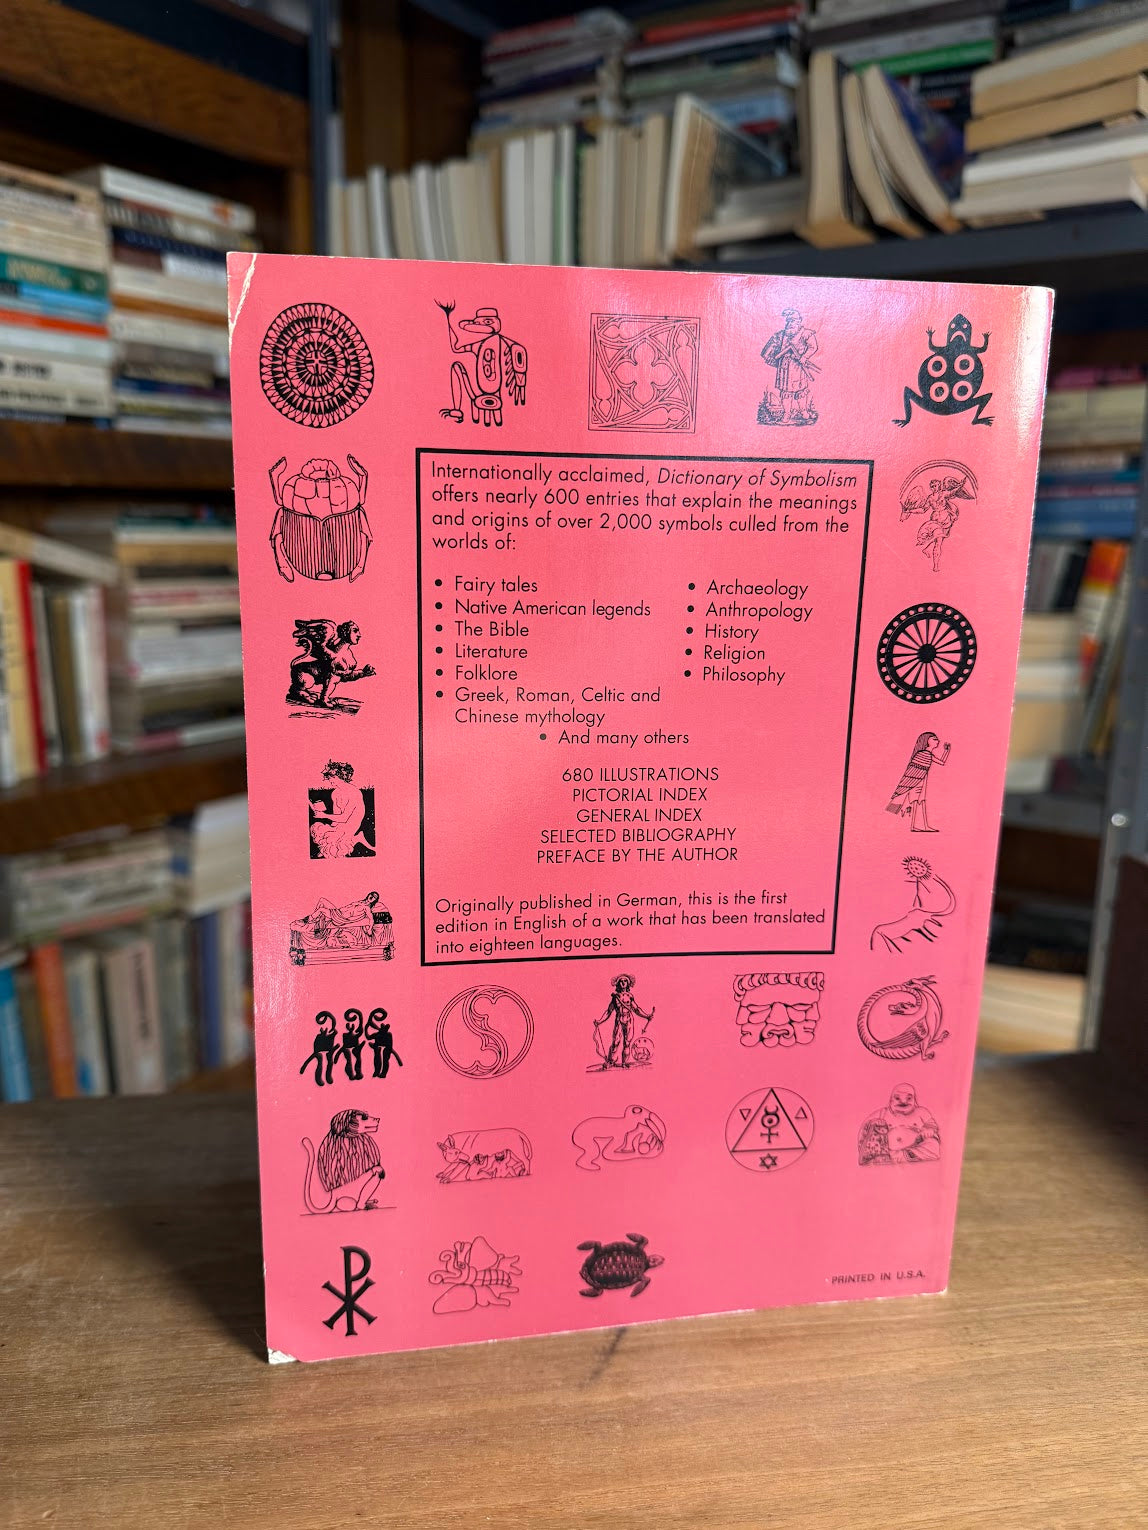 Internationally acclaimed, Dictionary of Symbolism
offers nearly 600 entries that explain the meanings
and origins of over 2,000 symbols culled from the
worlds of:
• Fairy tales
• Native American legends
• The Bible
• Literature
• Folklore
• Greek, Roman, Celtic and
Chinese mythology
• Archaeology
• Anthropology
• History
• Religion
• Philosophy
• And many others
680 ILLUSTRATIONS
PICTORIAL INDEX
GENERAL INDEX
SELECTED BIBLIOGRAPHY
PREFACE BY THE AUTHOR
Originally published in German, this is the first
edition in English of a work that has been translated
into eighteen languages.
PRINTED IN U.S.A.